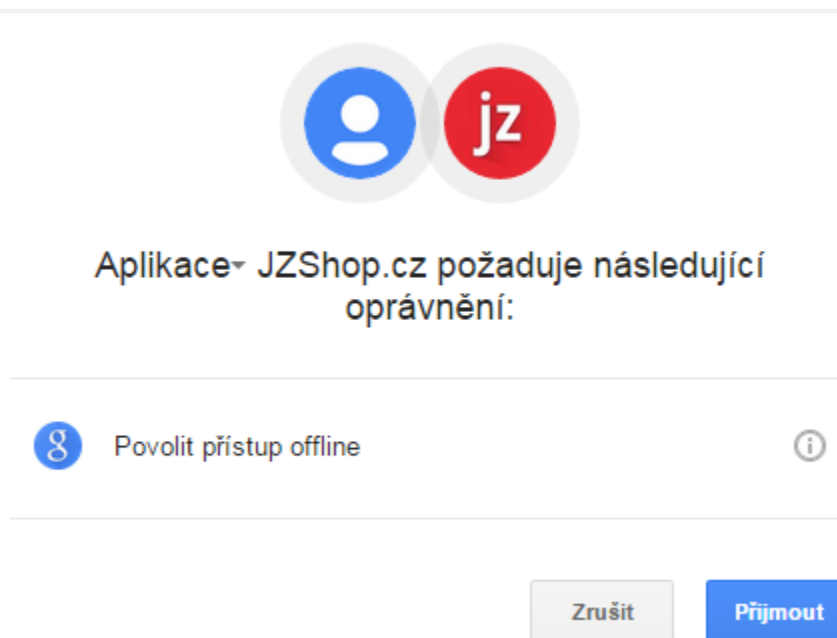 jz
Aplikace JZShop.cz požaduje následující
oprávnění:
g
Povolit přístup offline
Zrušit
Přijmout